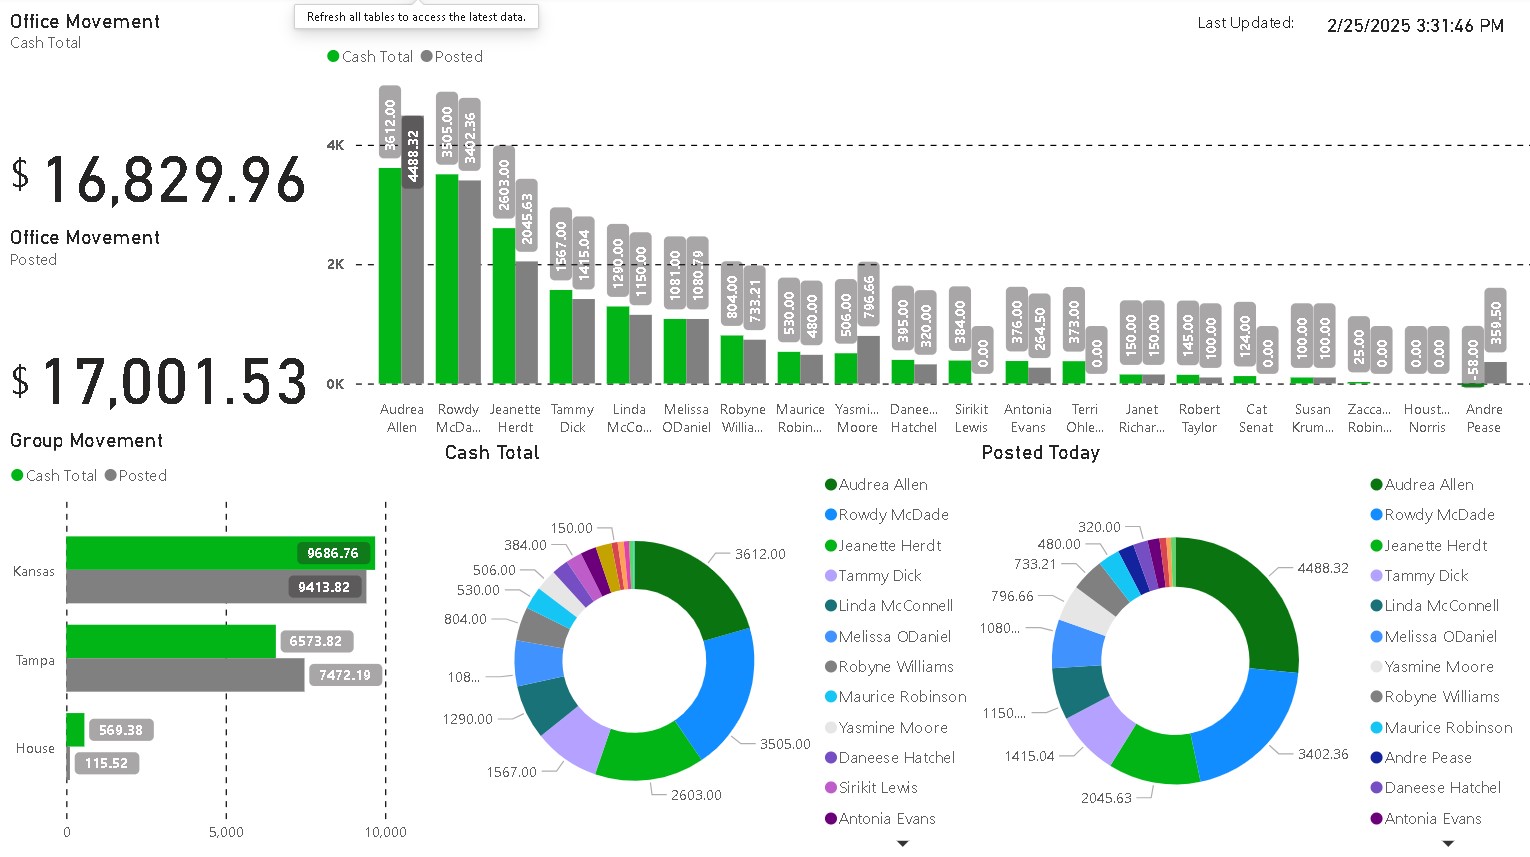 Office Movement
Cash Total
$ 16,829.96
Office Movement
Posted
$ 17,001.53
Refresh all tables to access the latest data.
Last Updated: 2/25/2025 3:31:46 PM
Cash Total Posted
4K
2K
0K
3612.00 4488.32 3505.00 3402.36 2603.00 2045.63 1567.00 1415.04 1290.00 1150.00 1081.00 1080.79 804.00 733.21 530.00 480.00 506.00 796.66 395.00 320.00 384.00 0.00 376.00 264.50 373.00 0.00 150.00 150.00 145.00 100.00 124.00 0.00 100.00 100.00 25.00 0.00 0.00 0.00 -58.00 359.50
Audrea Rowdy Jeanette Tammy Linda Melissa Robyne Maurice Yasmi... Danee... Sirikit Antonia Terri Janet Robert Cat Susan Zacca... Houst... Andre
Allen McDa... Herdt Dick McCo... ODaniel Willia... Robin... Moore Hatchel Lewis Evans Ohle... Richar... Taylor Senat Krum... Robin... Norris Pease
Group Movement
Cash Total Posted
Kansas
9686.76
9413.82
Tampa
6573.82
7472.19
House
569.38
115.52
0 5,000 10,000
Cash Total
150.00
384.00
506.00
530.00
804.00
108...
1290.00
1567.00
2603.00
3505.00
3612.00
Audrea Allen
Rowdy McDade
Jeanette Herdt
Tammy Dick
Linda McConnell
Melissa ODaniel
Robyne Williams
Maurice Robinson
Yasmine Moore
Daneese Hatchel
Sirikit Lewis
Antonia Evans
Posted Today
320.00
480.00
733.21
796.66
1080...
1150....
1415.04
2045.63
3402.36
4488.32
Audrea Allen
Rowdy McDade
Jeanette Herdt
Tammy Dick
Linda McConnell
Melissa ODaniel
Yasmine Moore
Robyne Williams
Maurice Robinson
Andre Pease
Daneese Hatchel
Antonia Evans